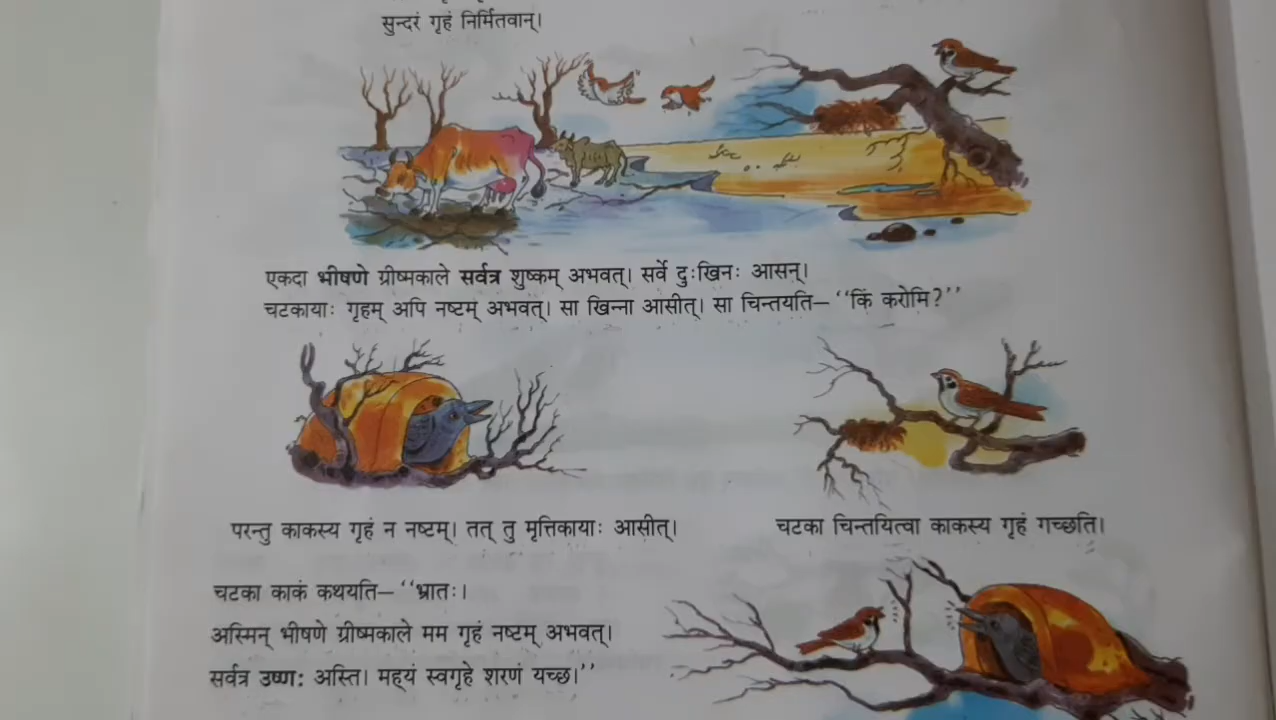 सुन्दरं गृहं निर्मितवान्।
एकदा भीषणे ग्रीष्मकाले सर्वत्र शुष्कम् अभवत्। सर्वे दुःखिनः आसन्।
चटकायाः गृहम् अपि नष्टम् अभवत्। सा खिन्ना आसीत्। सा चिन्तयति– ‘‘किं करोमि?’’
परन्तु काकस्य गृहं न नष्टम्। तत् तु मृत्तिकायाः आसीत्।
चटका चिन्तयित्वा काकस्य गृहं गच्छति।
चटका काकं कथयति– ‘‘भ्रातः।
अस्मिन् भीषणे ग्रीष्मकाले मम गृहं नष्टम् अभवत्।
सर्वत्र उष्णः अस्ति। मह्यं स्वगृहे शरणं यच्छ।’’